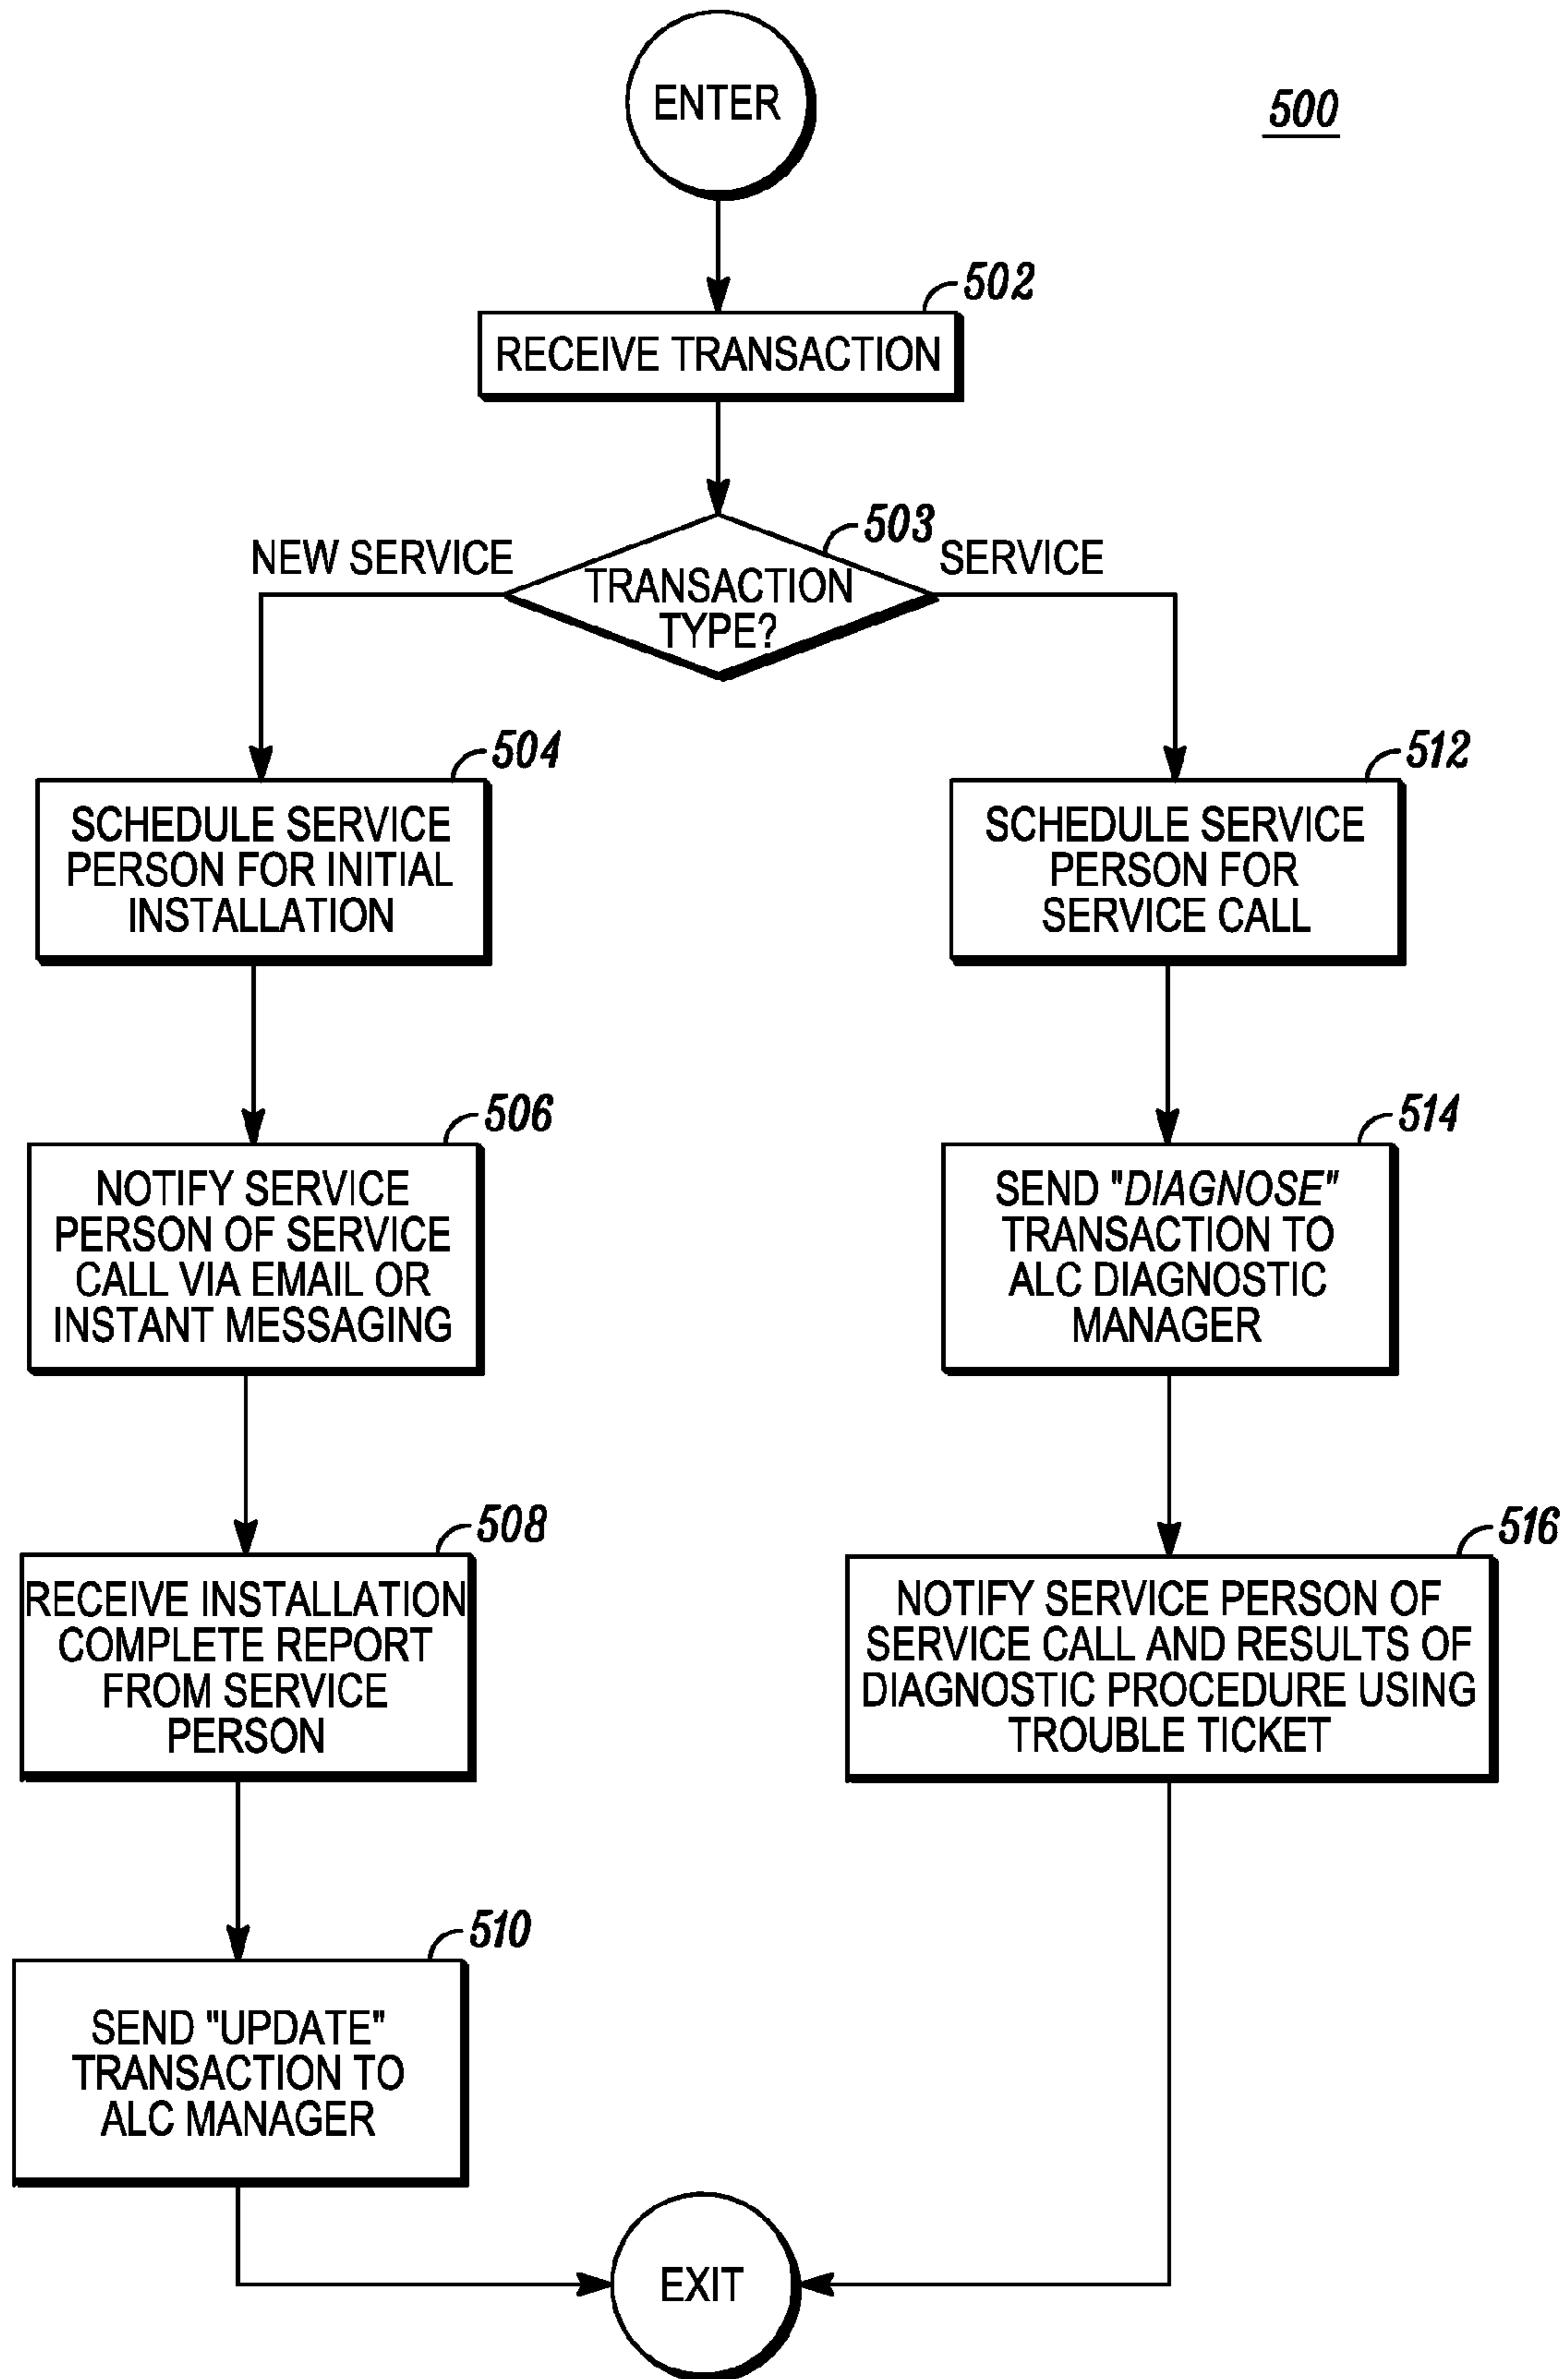 ENTER
500
502
RECEIVE TRANSACTION
503
NEW SERVICE
SERVICE
TRANSACTION
TYPE?
504
SCHEDULE SERVICE
PERSON FOR INITIAL
INSTALLATION
512
SCHEDULE SERVICE
PERSON FOR
SERVICE CALL
506
NOTIFY SERVICE
PERSON OF SERVICE
CALL VIA EMAIL OR
INSTANT MESSAGING
514
SEND "DIAGNOSE"
TRANSACTION TO
ALC DIAGNOSTIC
MANAGER
508
RECEIVE INSTALLATION
COMPLETE REPORT
FROM SERVICE
PERSON
516
NOTIFY SERVICE PERSON OF
SERVICE CALL AND RESULTS OF
DIAGNOSTIC PROCEDURE USING
TROUBLE TICKET
510
SEND "UPDATE"
TRANSACTION TO
ALC MANAGER
EXIT